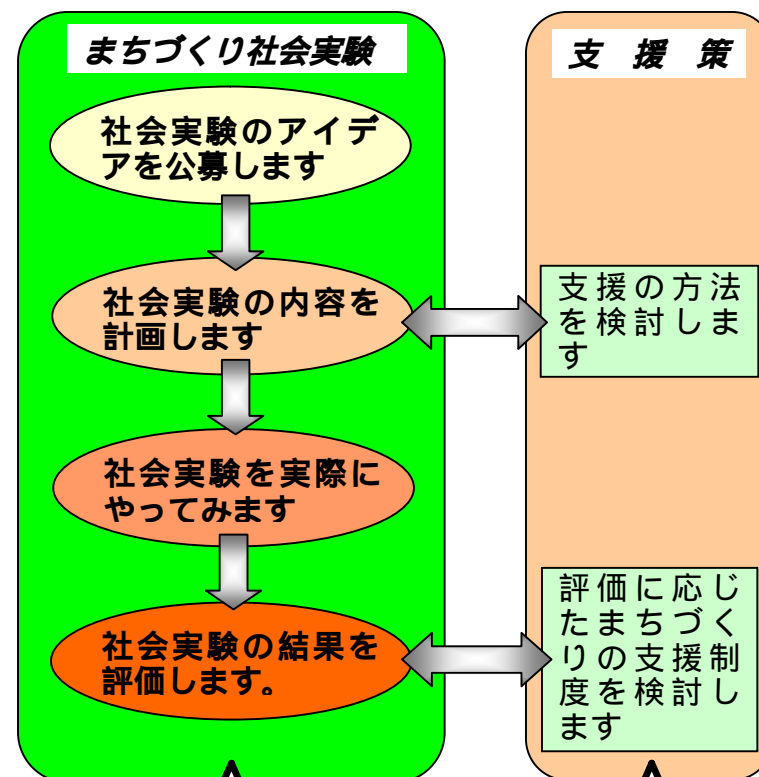 まちづくり社会実験
社会実験のアイデ
アを公募します
社会実験の内容を
計画します
社会実験を実際に
やってみます
社会実験の結果を
評価します。
支　援　策
支援の方法
を検討しま
す
評価に応じ
たまちづく
りの支援制
度を検討し
ます